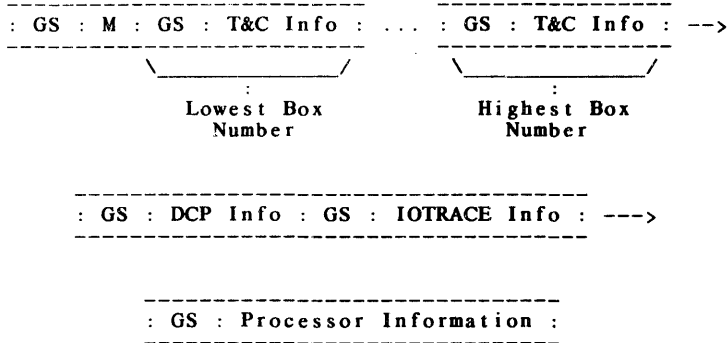 : GS : M : GS : T&C Info : ... : GS : T&C Info : -->
: :
Lowest Box Highest Box
Number Number
: GS : DCP Info : GS : IOTRACE Info : --->
: GS : Processor Information :